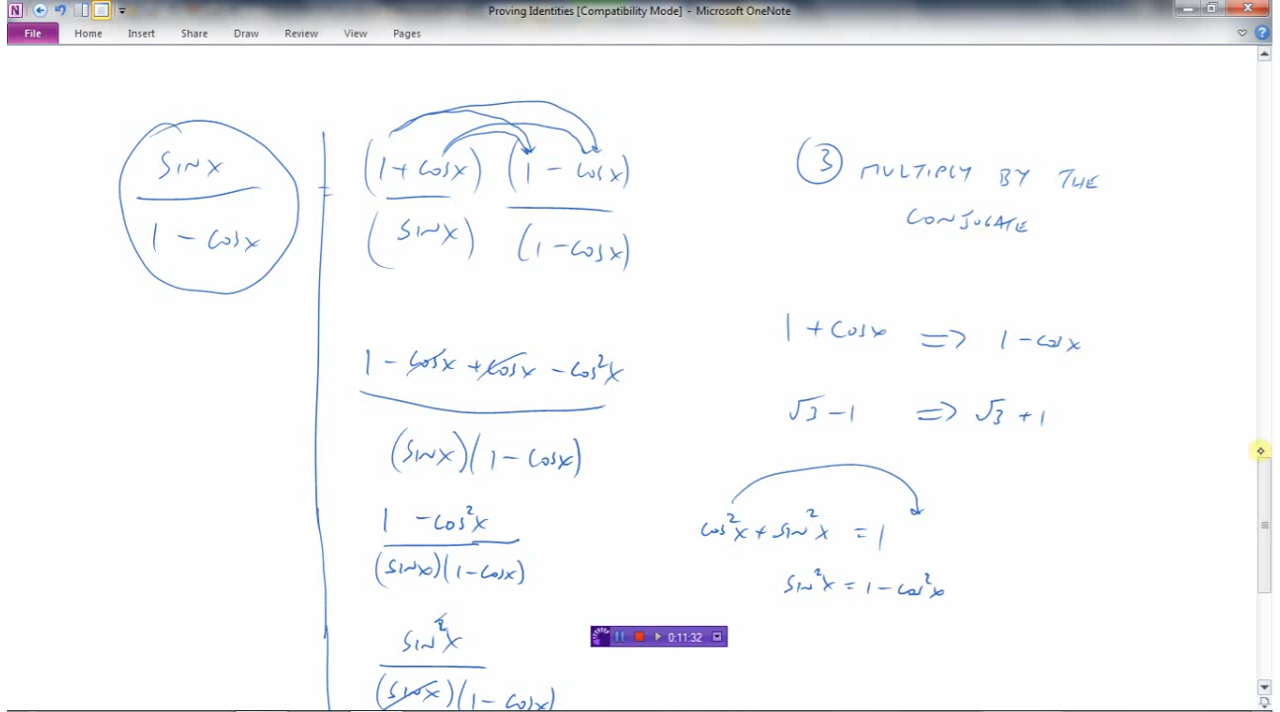 Proving Identities [Compatibility Mode] - Microsoft OneNote
File Home Insert Share Draw Review View Pages
sin x / 1 - cos x = (1 + cos x) / (sin x) (1 - cos x) / (1 - cos x)
1 - cos x + cos x - cos²x / (sin x)(1 - cos x)
1 - cos²x / (sin x)(1 - cos x)
sin²x / (sin x)(1 - cos x)
③ MULTIPLY BY THE
CONJUGATE
1 + cos x ⇒ 1 - cos x
√3 - 1 ⇒ √3 + 1
cos²x + sin²x = 1
sin²x = 1 - cos²x
0:11:32